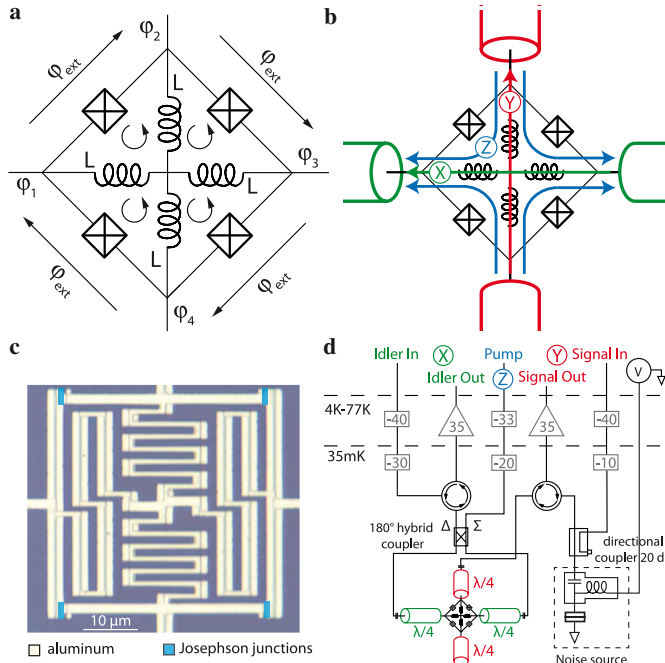 a
φ2
φext
φext
L
L
φ1
φ3
L
L
φext
φext
φ4
b
Y
Z
X
c
10 μm
aluminum
Josephson junctions
d
Idler In
X
Pump
Y
Signal In
V
Idler Out
Z
Signal Out
4K-77K
-40
35
-33
35
-40
35mK
-30
-20
-10
180° hybrid
coupler
Δ
Σ
directional
coupler 20 d
λ/4
λ/4
λ/4
λ/4
Noise source